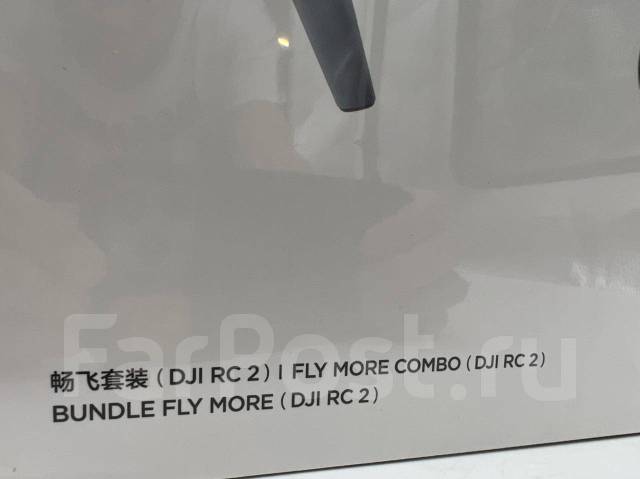 畅飞套装 (DJI RC 2) | FLY MORE COMBO (DJI RC 2)
BUNDLE FLY MORE (DJI RC 2)
FarPost.ru